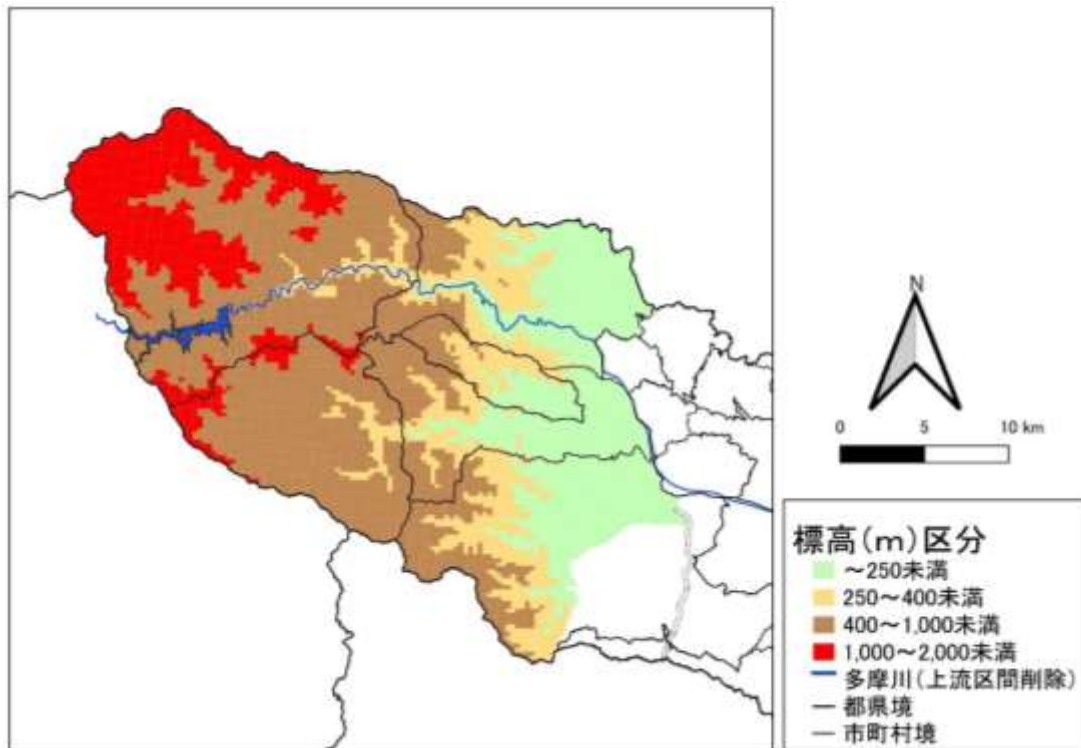 N
0 5 10 km
標高(m)区分
～250未満
250～400未満
400～1,000未満
1,000～2,000未満
多摩川(上流区間削除)
都県境
市町村境